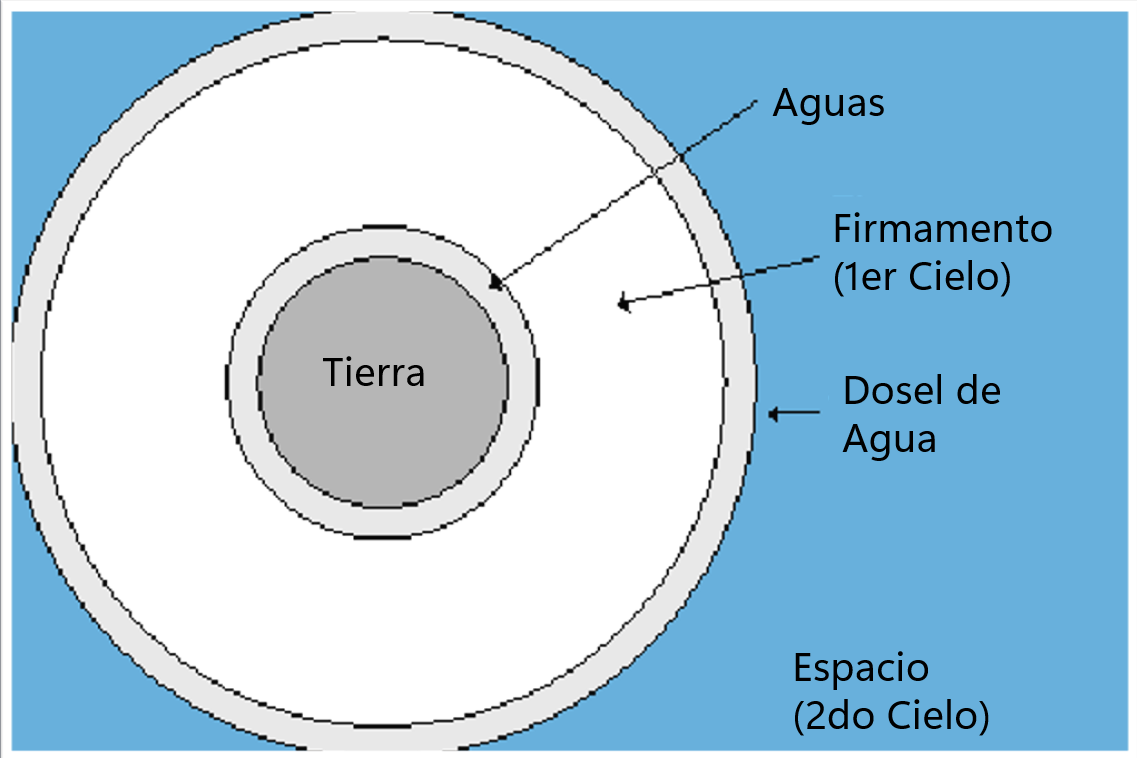 Aguas
Firmamento
(1er Cielo)
Tierra
Dosel de
Agua
Espacio
(2do Cielo)